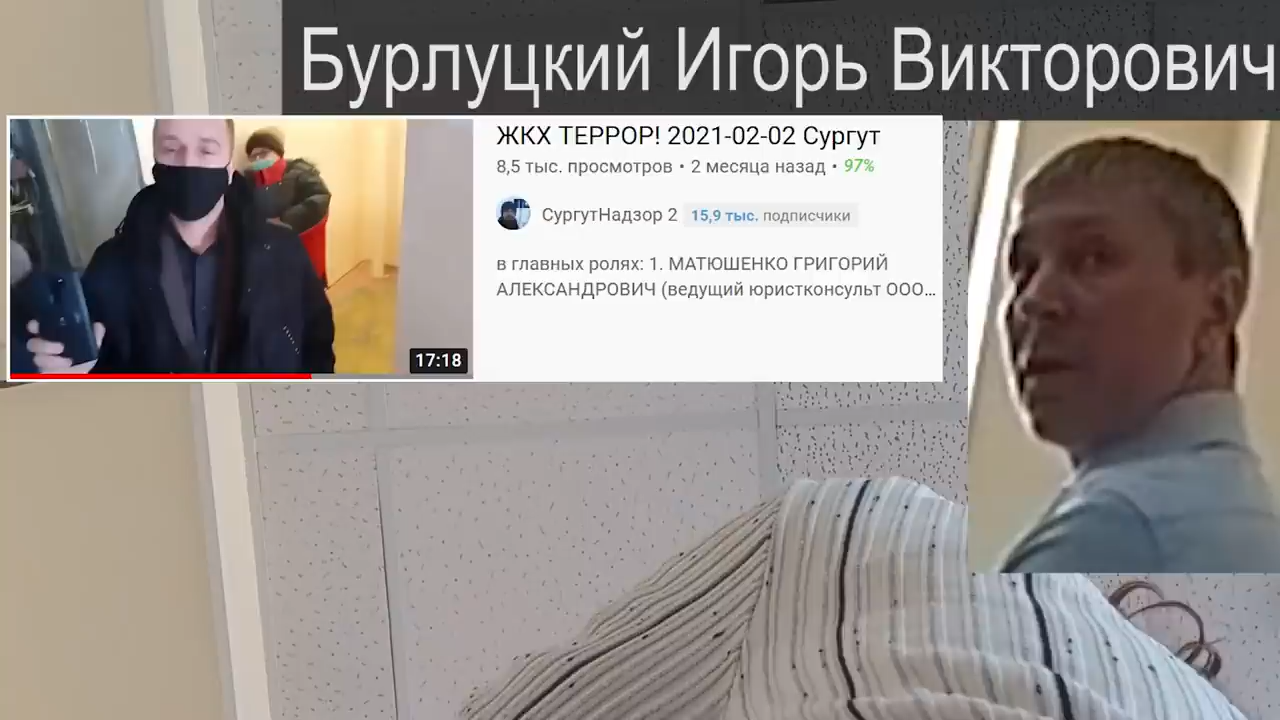 Бурлуцкий Игорь Викторович
ЖКХ ТЕРРОР! 2021-02-02 Сургут
8,5 тыс. просмотров • 2 месяца назад • 97%
СургутНадзор 2 15,9 тыс. подписчики
в главных ролях: 1. МАТЮШЕНКО ГРИГОРИЙ
АЛЕКСАНДРОВИЧ (ведущий юристконсульт ООО...
17:18